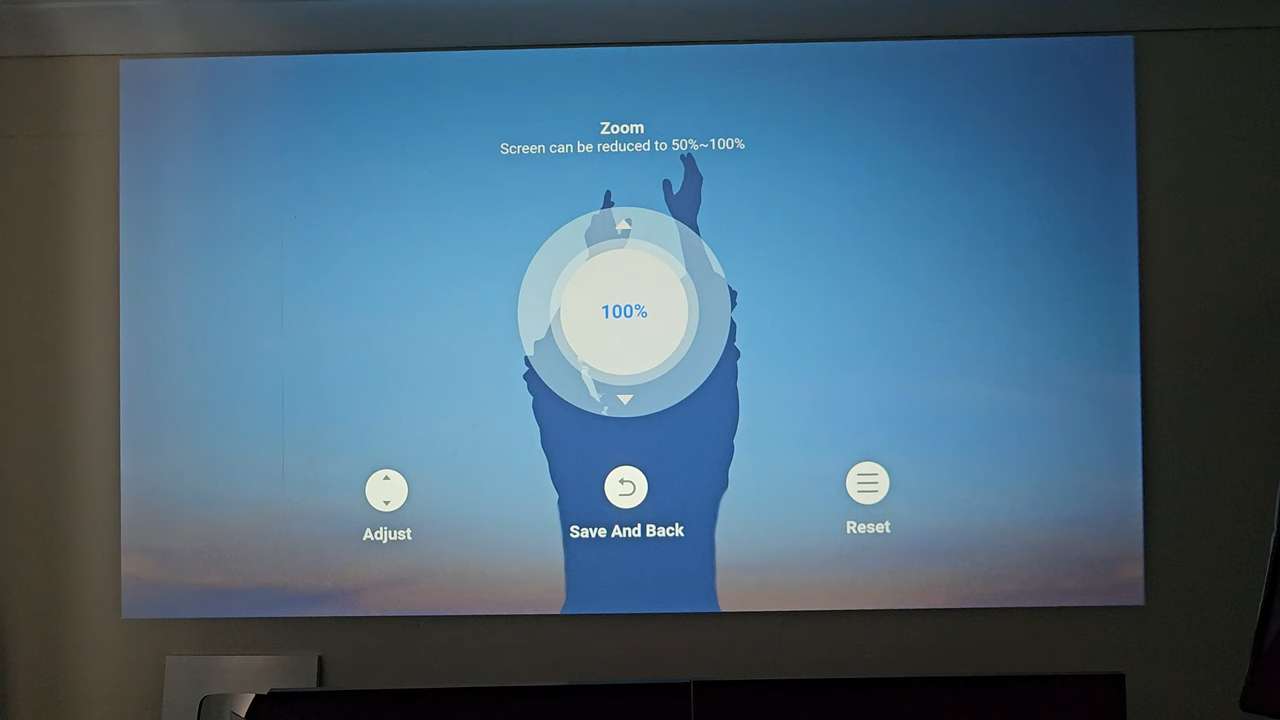 Zoom
Screen can be reduced to 50%~100%
100%
Adjust
Save And Back
Reset